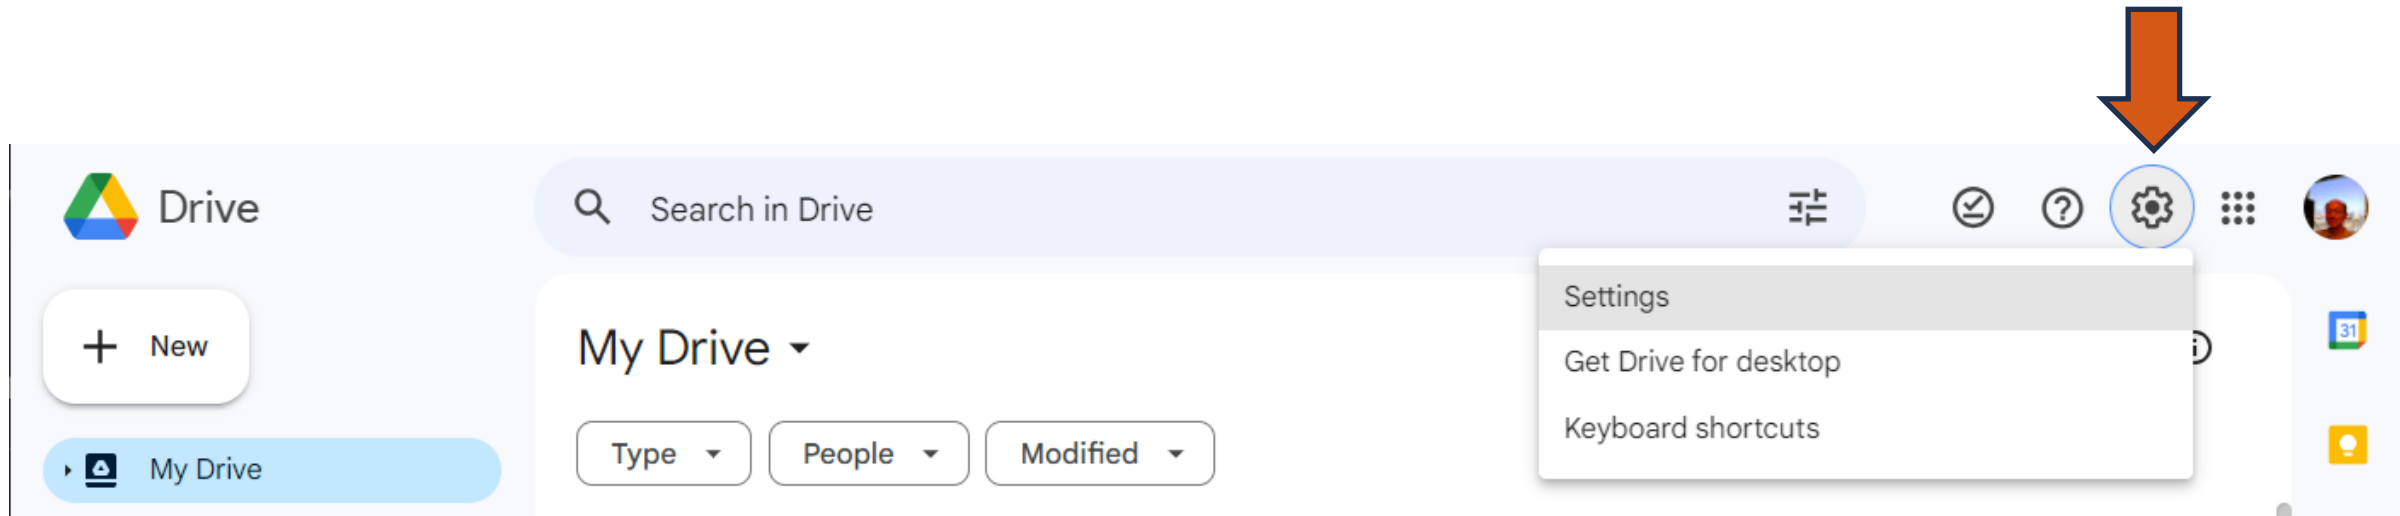 Drive
Search in Drive
Settings
New
My Drive
31
Get Drive for desktop
Keyboard shortcuts
Type
People
Modified
My Drive